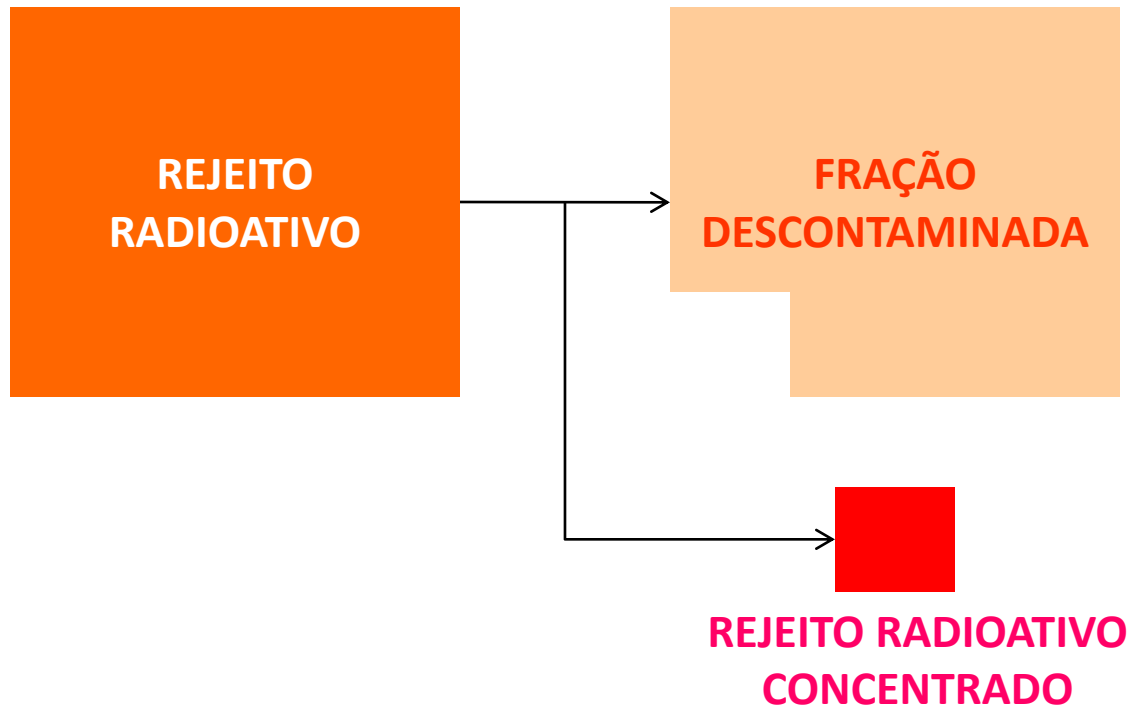 REJEITO
RADIOATIVO
FRAÇÃO
DESCONTAMINADA
REJEITO RADIOATIVO
CONCENTRADO